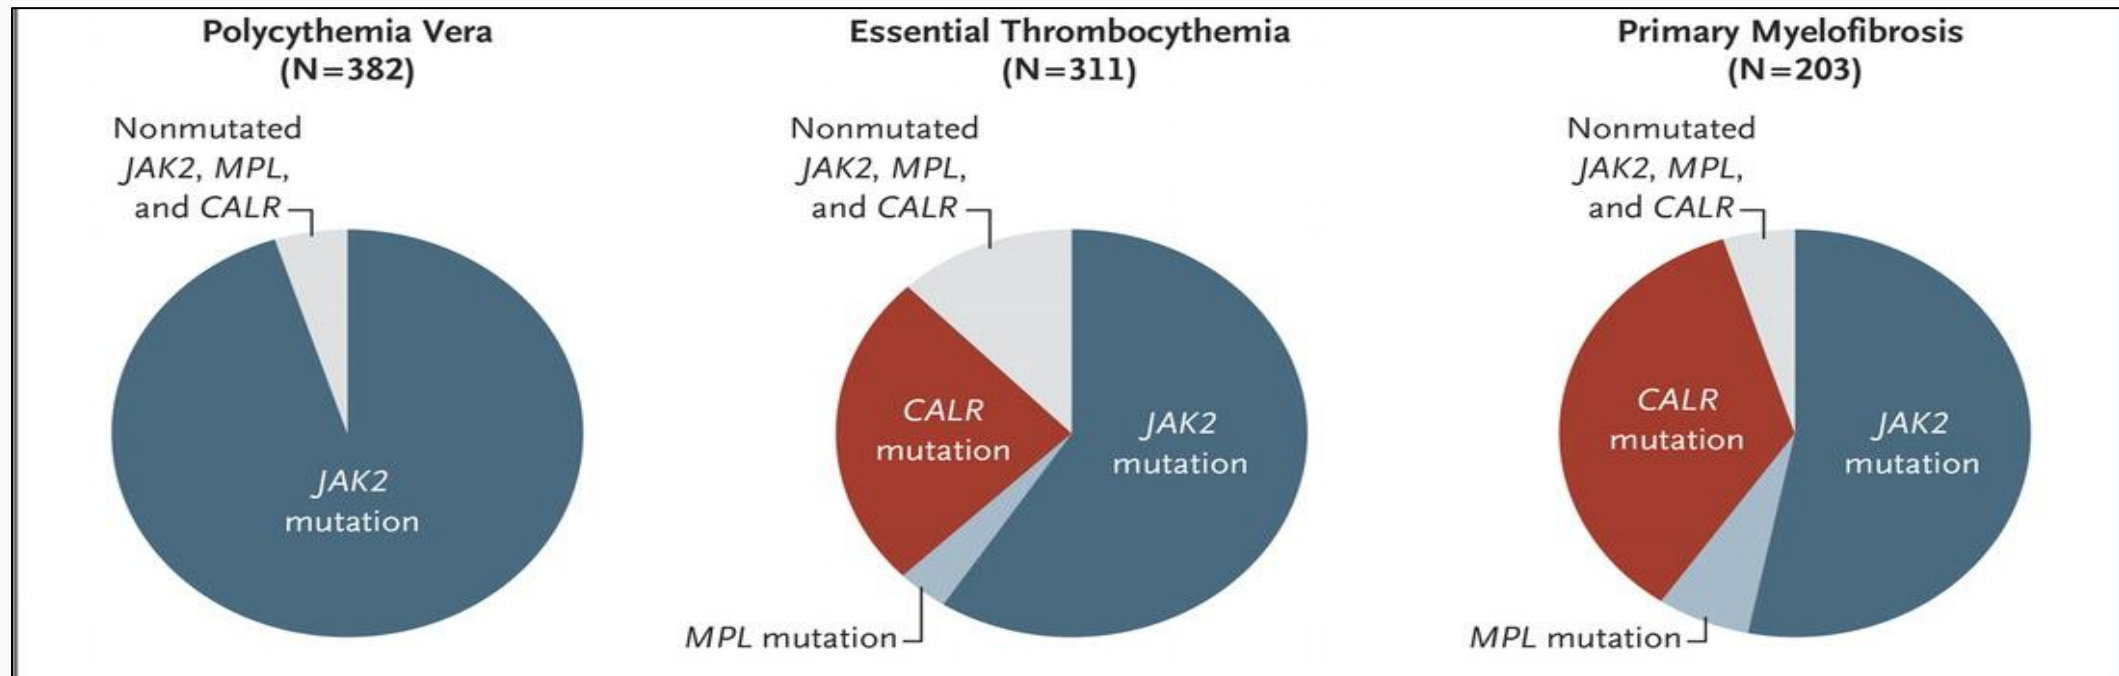 Polycythemia Vera
(N=382)
Nonmutated
JAK2, MPL,
and CALR
JAK2
mutation
Essential Thrombocythemia
(N=311)
Nonmutated
JAK2, MPL,
and CALR
CALR
mutation
JAK2
mutation
MPL mutation
Primary Myelofibrosis
(N=203)
Nonmutated
JAK2, MPL,
and CALR
CALR
mutation
JAK2
mutation
MPL mutation